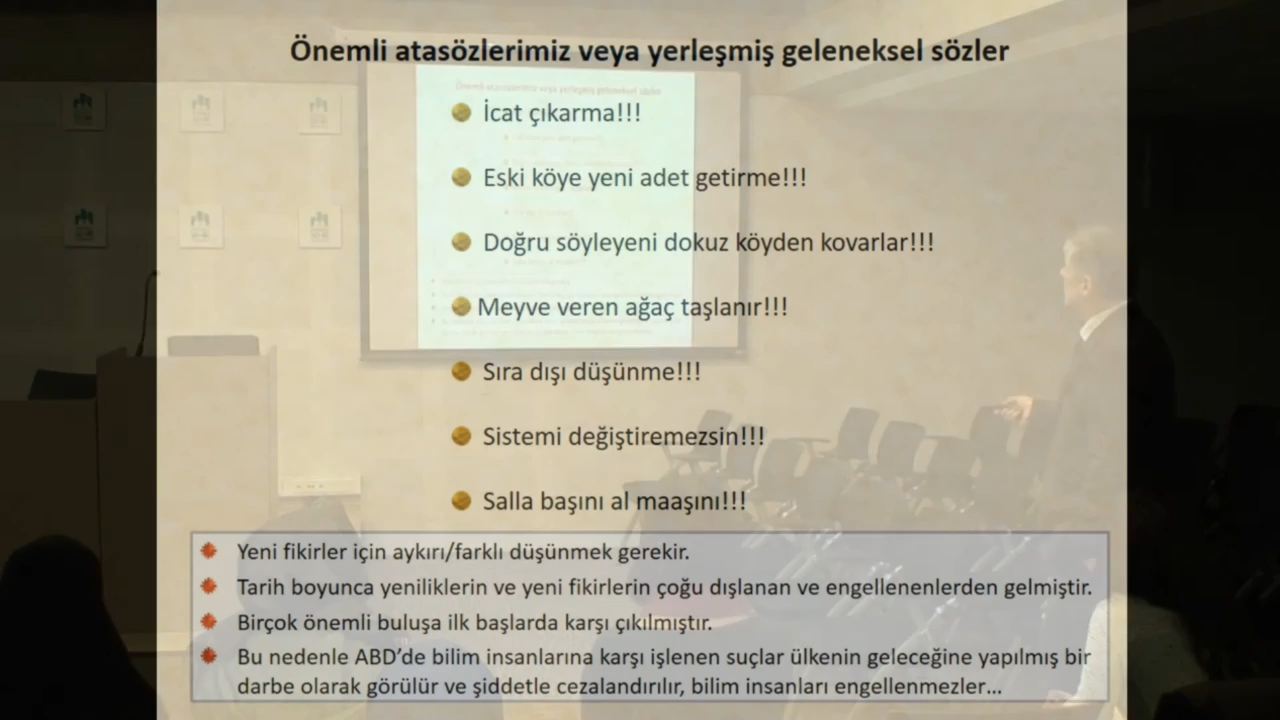 Önemli atasözlerimiz veya yerleşmiş geleneksel sözler
İcat çıkarma!!!
Eski köye yeni adet getirme!!!
Doğru söyleyeni dokuz köyden kovarlar!!!
Meyve veren ağaç taşlanır!!!
Sıra dışı düşünme!!!
Sistemi değiştiremezsin!!!
Salla başını al maaşını!!!
Yeni fikirler için aykırı/farklı düşünmek gerekir.
Tarih boyunca yeniliklerin ve yeni fikirlerin çoğu dışlanan ve engellenenlerden gelmiştir.
Birçok önemli buluşa ilk başlarda karşı çıkılmıştır.
Bu nedenle ABD’de bilim insanlarına karşı işlenen suçlar ülkenin geleceğine yapılmış bir
darbe olarak görülür ve şiddetle cezalandırılır, bilim insanları engellenmezler...